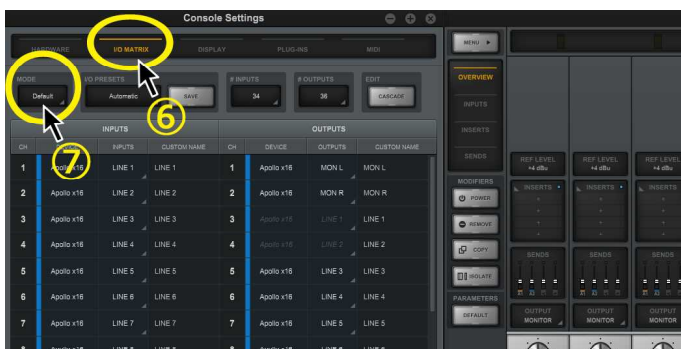 Console Settings
HARDWARE I/O MATRIX DISPLAY PLUG-INS MIDI
MODE I/O PRESETS # INPUTS # OUTPUTS EDIT
Default Automatic SAVE 34 36 CASCADE
⑥
⑦
INPUTS OUTPUTS
CH INPUTS CUSTOM NAME CH DEVICE OUTPUTS CUSTOM NAME
1 Apollo x16 LINE 1 LINE 1 1 Apollo x16 MON L MON L
2 Apollo x16 LINE 2 LINE 2 2 Apollo x16 MON R MON R
3 Apollo x16 LINE 3 LINE 3 3 Apollo x16 LINE 1 LINE 1
4 Apollo x16 LINE 4 LINE 4 4 Apollo x16 LINE 2 LINE 2
5 Apollo x16 LINE 5 LINE 5 5 Apollo x16 LINE 3 LINE 3
6 Apollo x16 LINE 6 LINE 6 6 Apollo x16 LINE 4 LINE 4
7 Apollo x16 LINE 7 LINE 7 7 Apollo x16 LINE 5 LINE 5
MENU
OVERVIEW
INPUTS
INSERTS
SENDS
MODIFIERS
POWER
REMOVE
COPY
ISOLATE
PARAMETERS
DEFAULT
REF LEVEL REF LEVEL REF LEVEL
+4 dBu +4 dBu +4 dBu
INSERTS INSERTS INSERTS
SENDS SENDS SENDS
OUTPUT OUTPUT OUTPUT
MONITOR MONITOR MONITOR